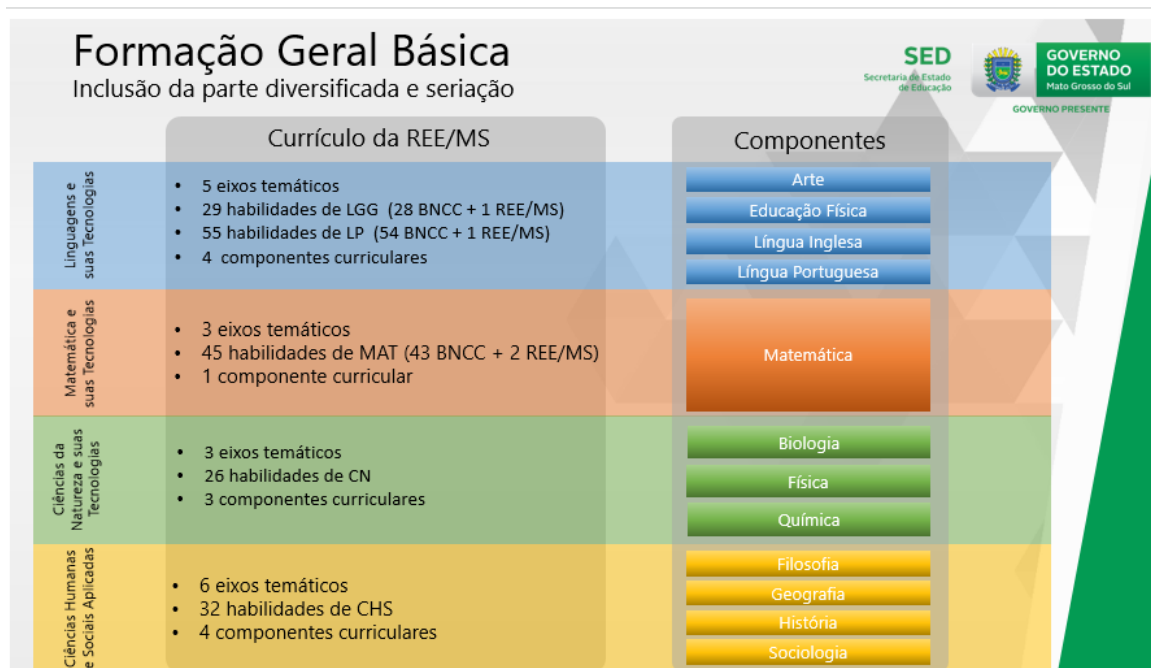 Formação Geral Básica
Inclusão da parte diversificada e seriação
SED
Secretaria de Estado
de Educação
GOVERNO
DO ESTADO
Mato Grosso do Sul
GOVERNO PRESENTE
Currículo da REE/MS
Componentes
Linguagens e
suas Tecnologias
• 5 eixos temáticos
• 29 habilidades de LGG (28 BNCC + 1 REE/MS)
• 55 habilidades de LP (54 BNCC + 1 REE/MS)
• 4 componentes curriculares
Arte
Educação Física
Língua Inglesa
Língua Portuguesa
Matemática e
suas Tecnologias
• 3 eixos temáticos
• 45 habilidades de MAT (43 BNCC + 2 REE/MS)
• 1 componente curricular
Matemática
Ciências da
Natureza e suas
Tecnologias
• 3 eixos temáticos
• 26 habilidades de CN
• 3 componentes curriculares
Biologia
Física
Química
Ciências Humanas
e Sociais Aplicadas
• 6 eixos temáticos
• 32 habilidades de CHS
• 4 componentes curriculares
Filosofia
Geografia
História
Sociologia